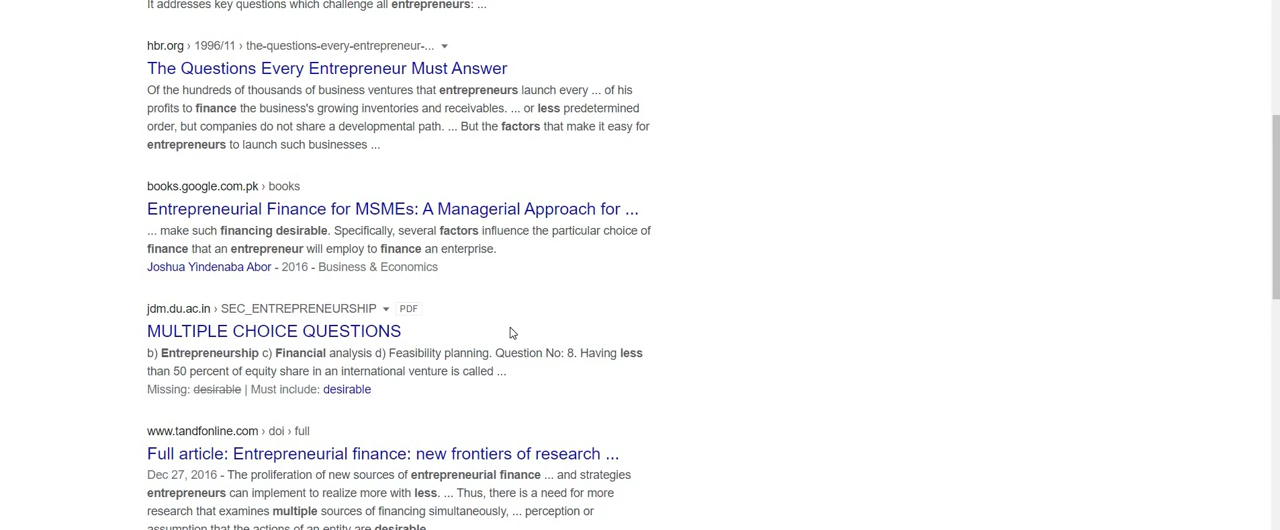 It addresses key questions which challenge all entrepreneurs: ...
hbr.org › 1996/11 › the-questions-every-entrepreneur-...
The Questions Every Entrepreneur Must Answer
Of the hundreds of thousands of business ventures that entrepreneurs launch every ... of his
profits to finance the business's growing inventories and receivables. ... or less predetermined
order, but companies do not share a developmental path. ... But the factors that make it easy for
entrepreneurs to launch such businesses ...
books.google.com.pk › books
Entrepreneurial Finance for MSMEs: A Managerial Approach for ...
... make such financing desirable. Specifically, several factors influence the particular choice of
finance that an entrepreneur will employ to finance an enterprise.
Joshua Yindenaba Abor - 2016 - Business & Economics
jdm.du.ac.in › SEC_ENTREPRENEURSHIP PDF
MULTIPLE CHOICE QUESTIONS
b) Entrepreneurship c) Financial analysis d) Feasibility planning. Question No: 8. Having less
than 50 percent of equity share in an international venture is called ...
Missing: desirable | Must include: desirable
www.tandfonline.com › doi › full
Full article: Entrepreneurial finance: new frontiers of research ...
Dec 27, 2016 - The proliferation of new sources of entrepreneurial finance ... and strategies
entrepreneurs can implement to realize more with less. ... Thus, there is a need for more
research that examines multiple sources of financing simultaneously, ... perception or
assumption that the actions of an entity are desirable